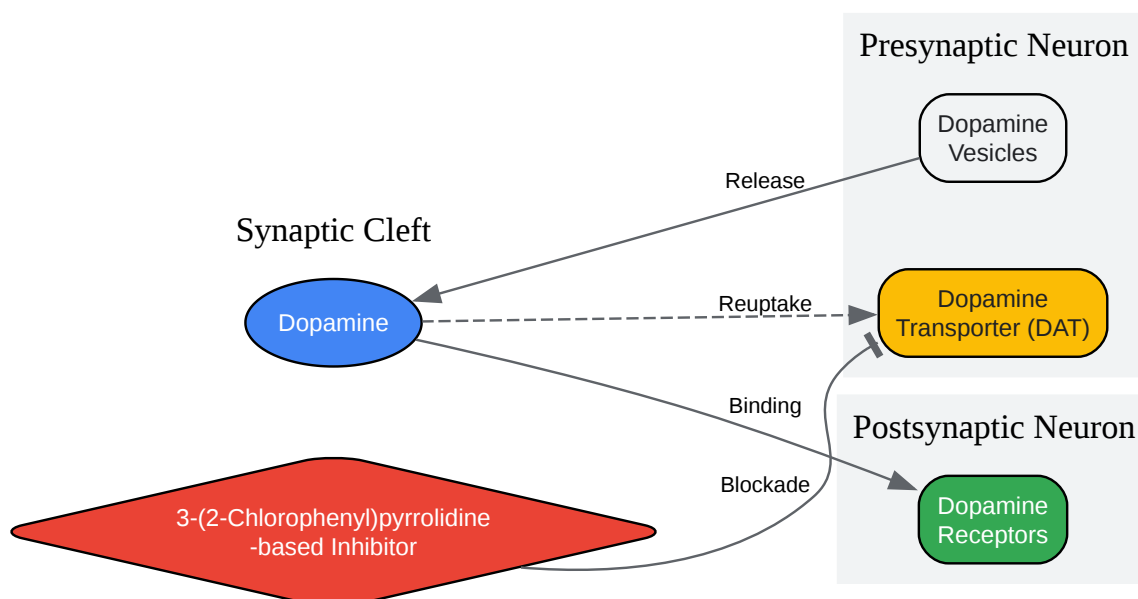 Presynaptic Neuron
Dopamine
Vesicles
Release
Synaptic Cleft
Dopamine
Reuptake
Dopamine
Transporter (DAT)
Binding
Postsynaptic Neuron
Blockade
Dopamine
Receptors
3-(2-Chlorophenyl)pyrrolidine
-based Inhibitor